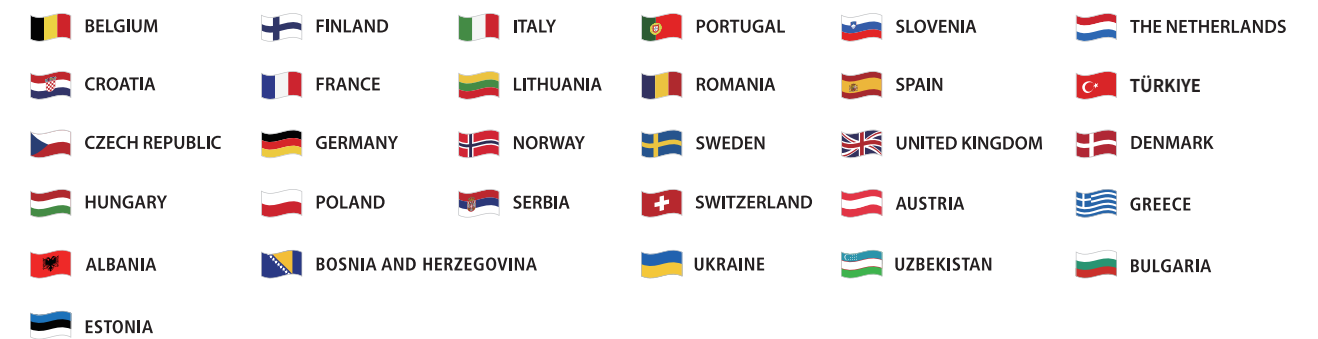 BELGIUM FINLAND ITALY PORTUGAL SLOVENIA THE NETHERLANDS
CROATIA FRANCE LITHUANIA ROMANIA SPAIN TÜRKIYE
CZECH REPUBLIC GERMANY NORWAY SWEDEN UNITED KINGDOM DENMARK
HUNGARY POLAND SERBIA SWITZERLAND AUSTRIA GREECE
ALBANIA BOSNIA AND HERZEGOVINA UKRAINE UZBEKISTAN BULGARIA
ESTONIA